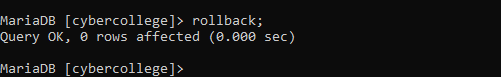 MariaDB [cybercollege]> rollback;
Query OK, 0 rows affected (0.000 sec)
MariaDB [cybercollege]>